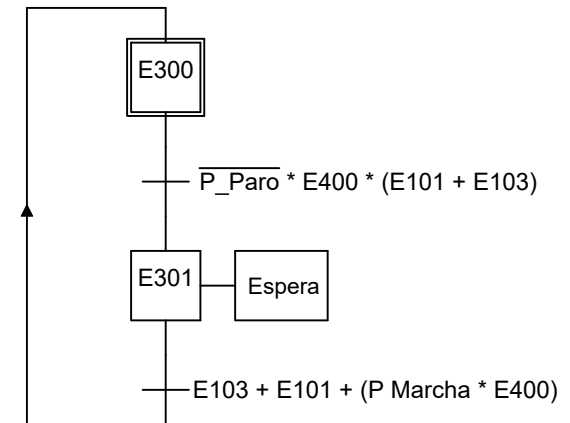 E300
P_Paro * E400 * (E101 + E103)
E301
Espera
E103 + E101 + (P Marcha * E400)